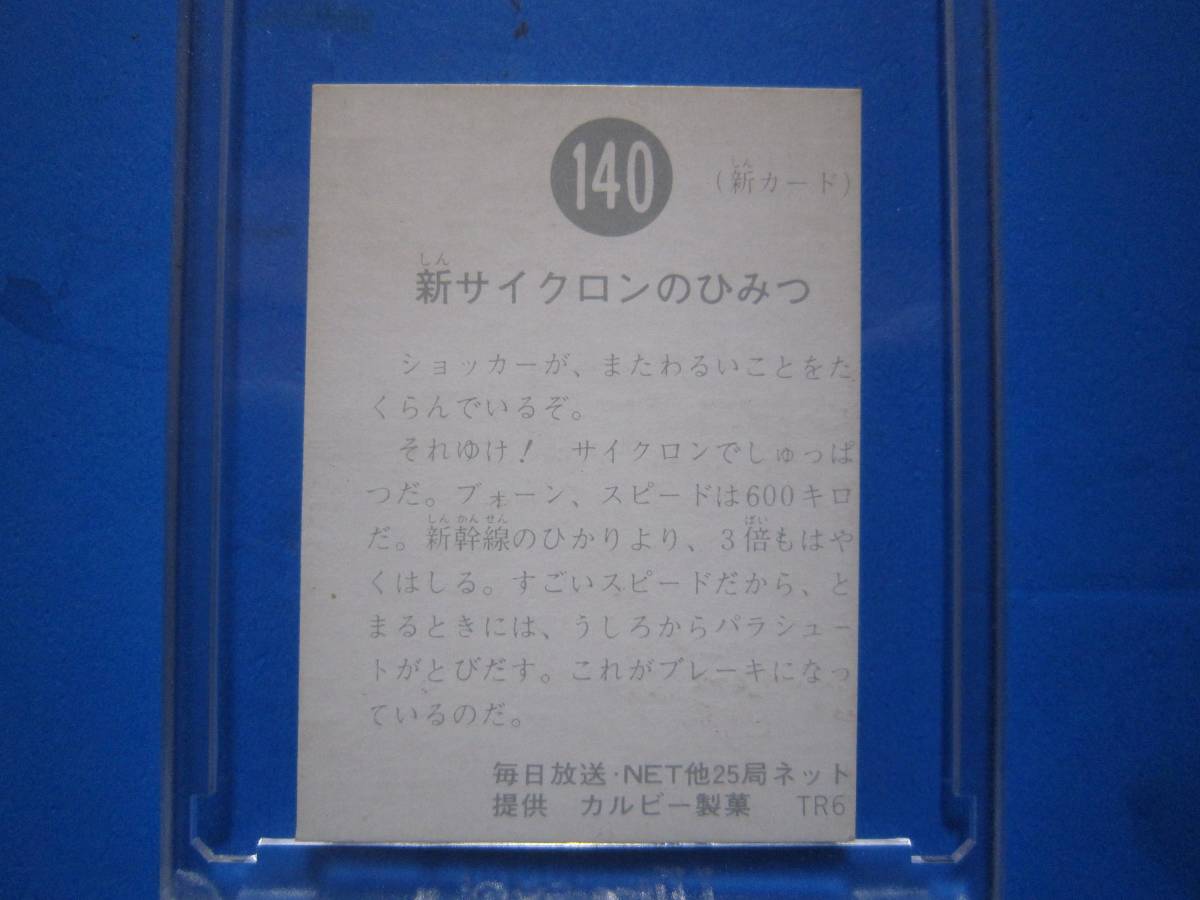 140
(新カード)
新サイクロンのひみつ
ショッカーが、またわるいことをた
くらんでいるぞ。
それゆけ！　サイクロンでしゅっぱ
つだ。ブォーン、スピードは600キロ
だ。新幹線のひかりより、3倍もはや
くはしる。すごいスピードだから、と
まるときには、うしろからパラシュー
トがとびだす。これがブレーキになっ
ているのだ。
毎日放送・NET他25局ネット
提供　カルビー製菓　TR6